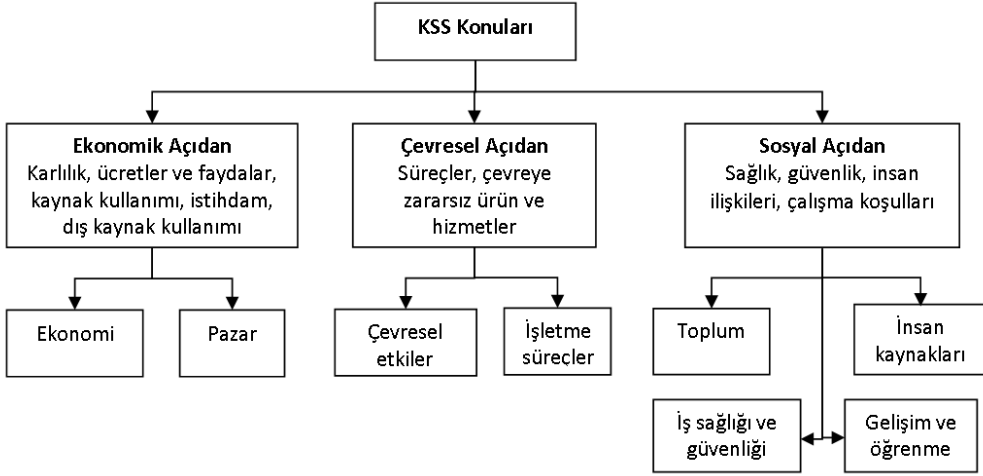 KSS Konuları
Ekonomik Açıdan
Karlılık, ücretler ve faydalar,
kaynak kullanımı, istihdam,
dış kaynak kullanımı
Çevresel Açıdan
Süreçler, çevreye
zararsız ürün ve
hizmetler
Sosyal Açıdan
Sağlık, güvenlik, insan
ilişkileri, çalışma koşulları
Ekonomi
Pazar
Çevresel
etkiler
İşletme
süreçler
Toplum
İnsan
kaynakları
İş sağlığı ve
güvenliği
Gelişim ve
öğrenme